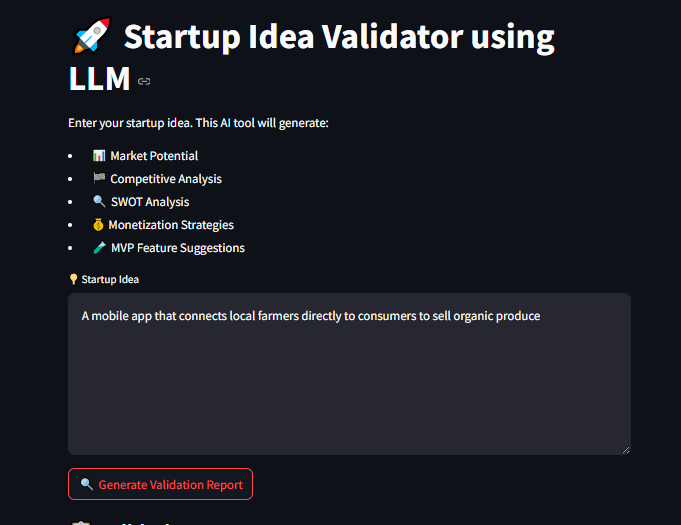 🚀 Startup Idea Validator using
LLM
Enter your startup idea. This AI tool will generate:
• 📊 Market Potential
• 🏁 Competitive Analysis
• 🔍 SWOT Analysis
• 💰 Monetization Strategies
• 🧪 MVP Feature Suggestions
💡 Startup Idea
A mobile app that connects local farmers directly to consumers to sell organic produce
🔍 Generate Validation Report